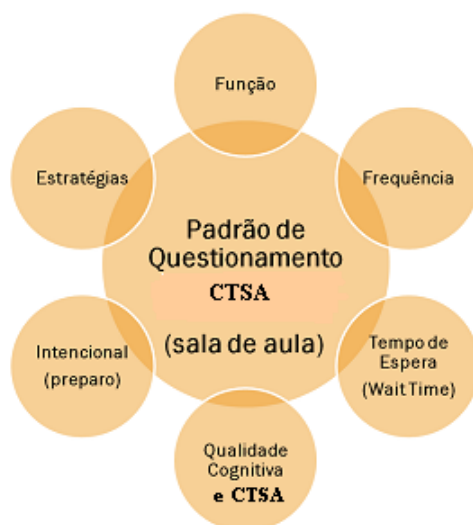 Função
Estratégias
Frequência
Padrão de
Questionamento
CTSA
(sala de aula)
Intencional
(preparo)
Tempo de
Espera
(Wait Time)
Qualidade
Cognitiva
e CTSA